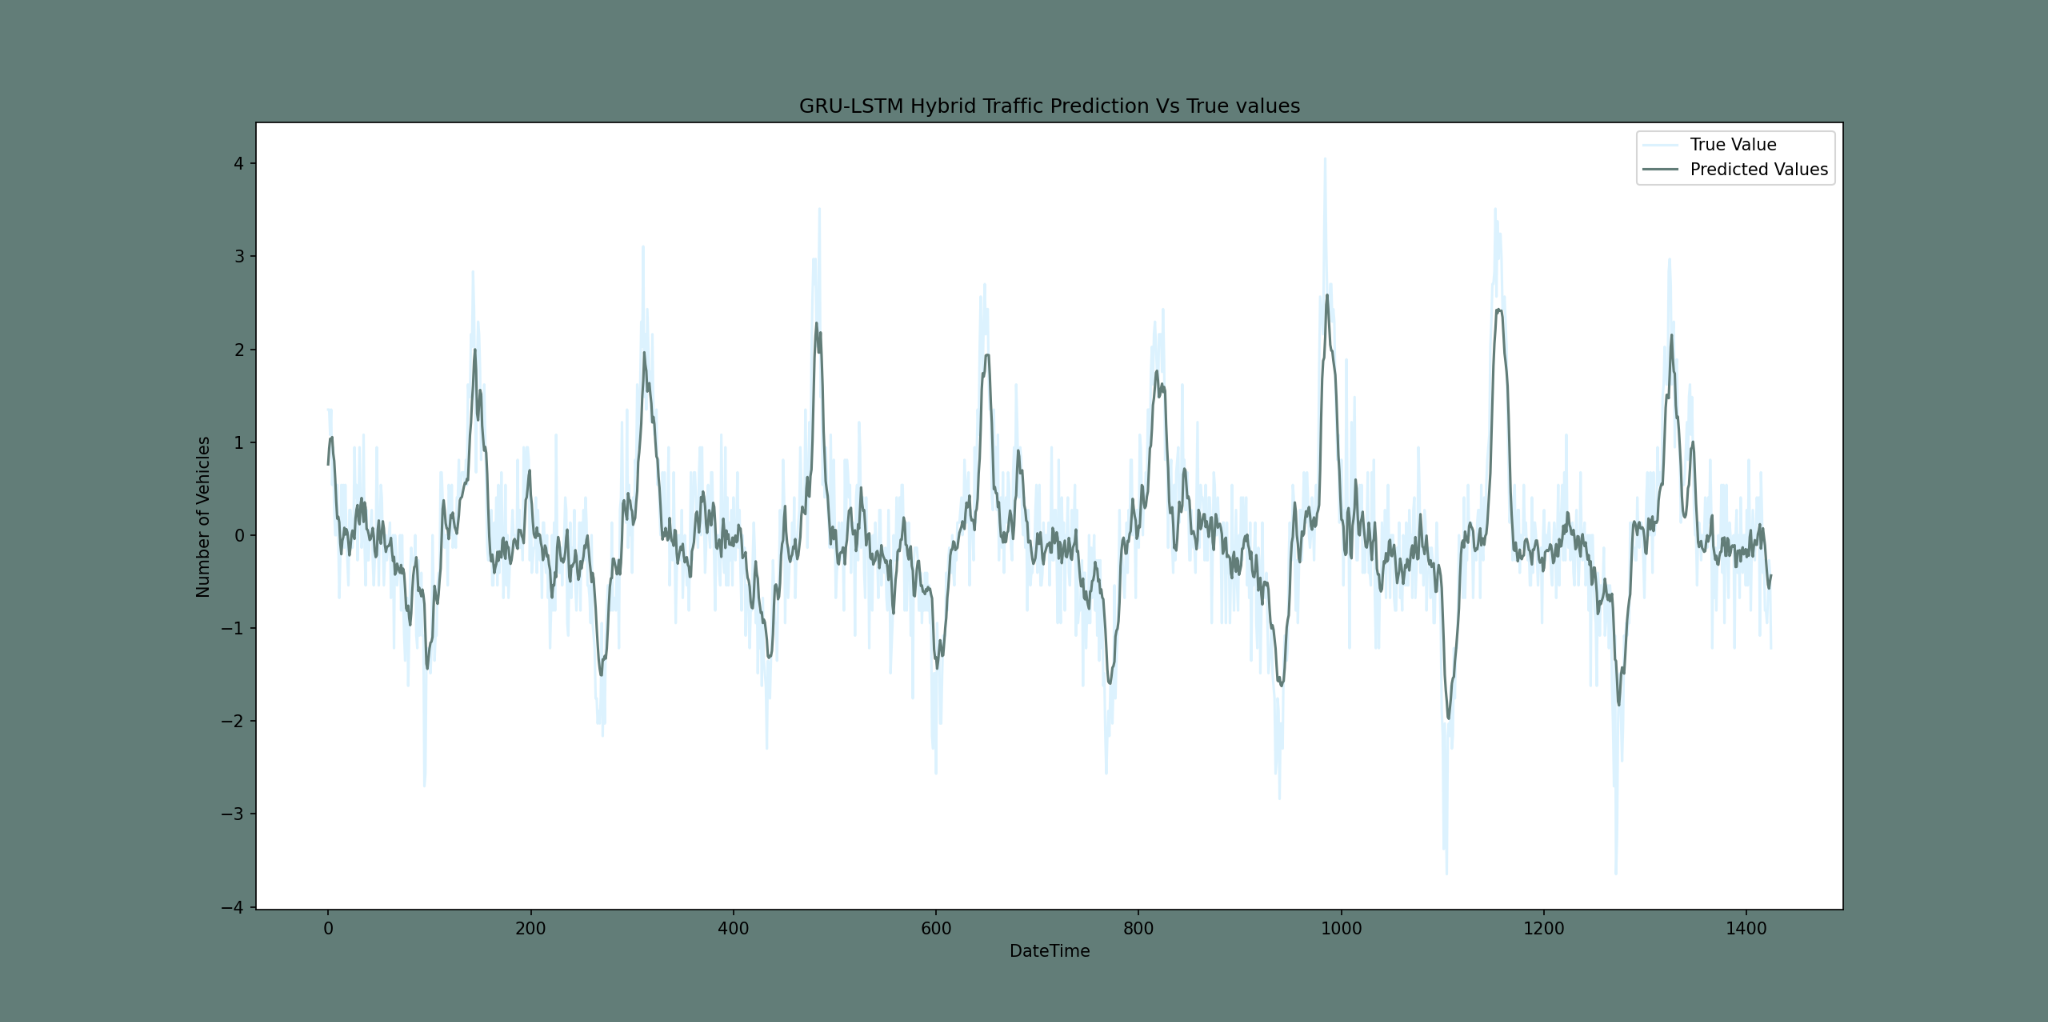 GRU-LSTM Hybrid Traffic Prediction Vs True values
True Value
Predicted Values
Number of Vehicles
4
3
2
1
0
−1
−2
−3
−4
0 200 400 600 800 1000 1200 1400
DateTime